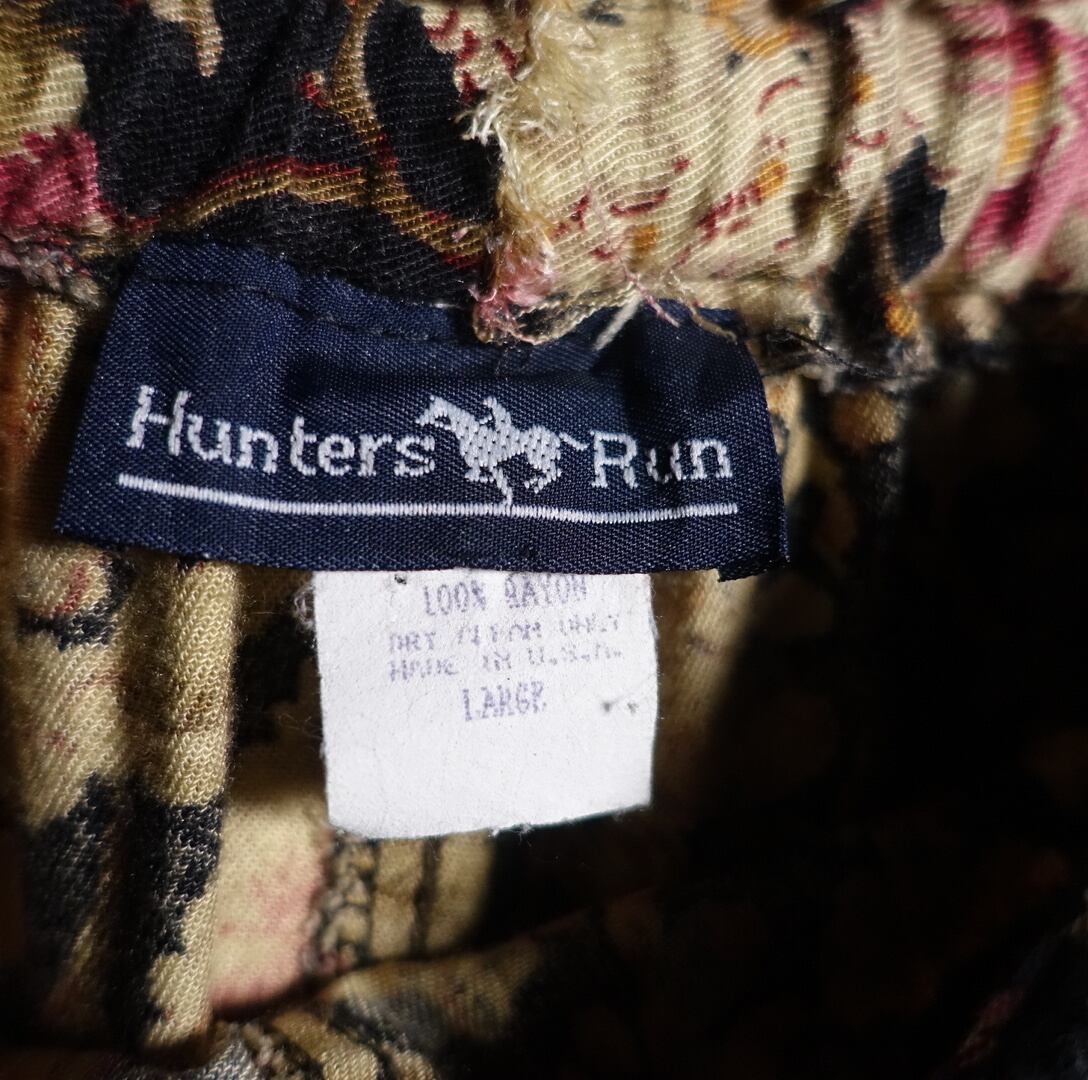 Hunters Run
100% RAYON
DRY CLEAN ONLY
MADE IN U.S.A.
LARGE